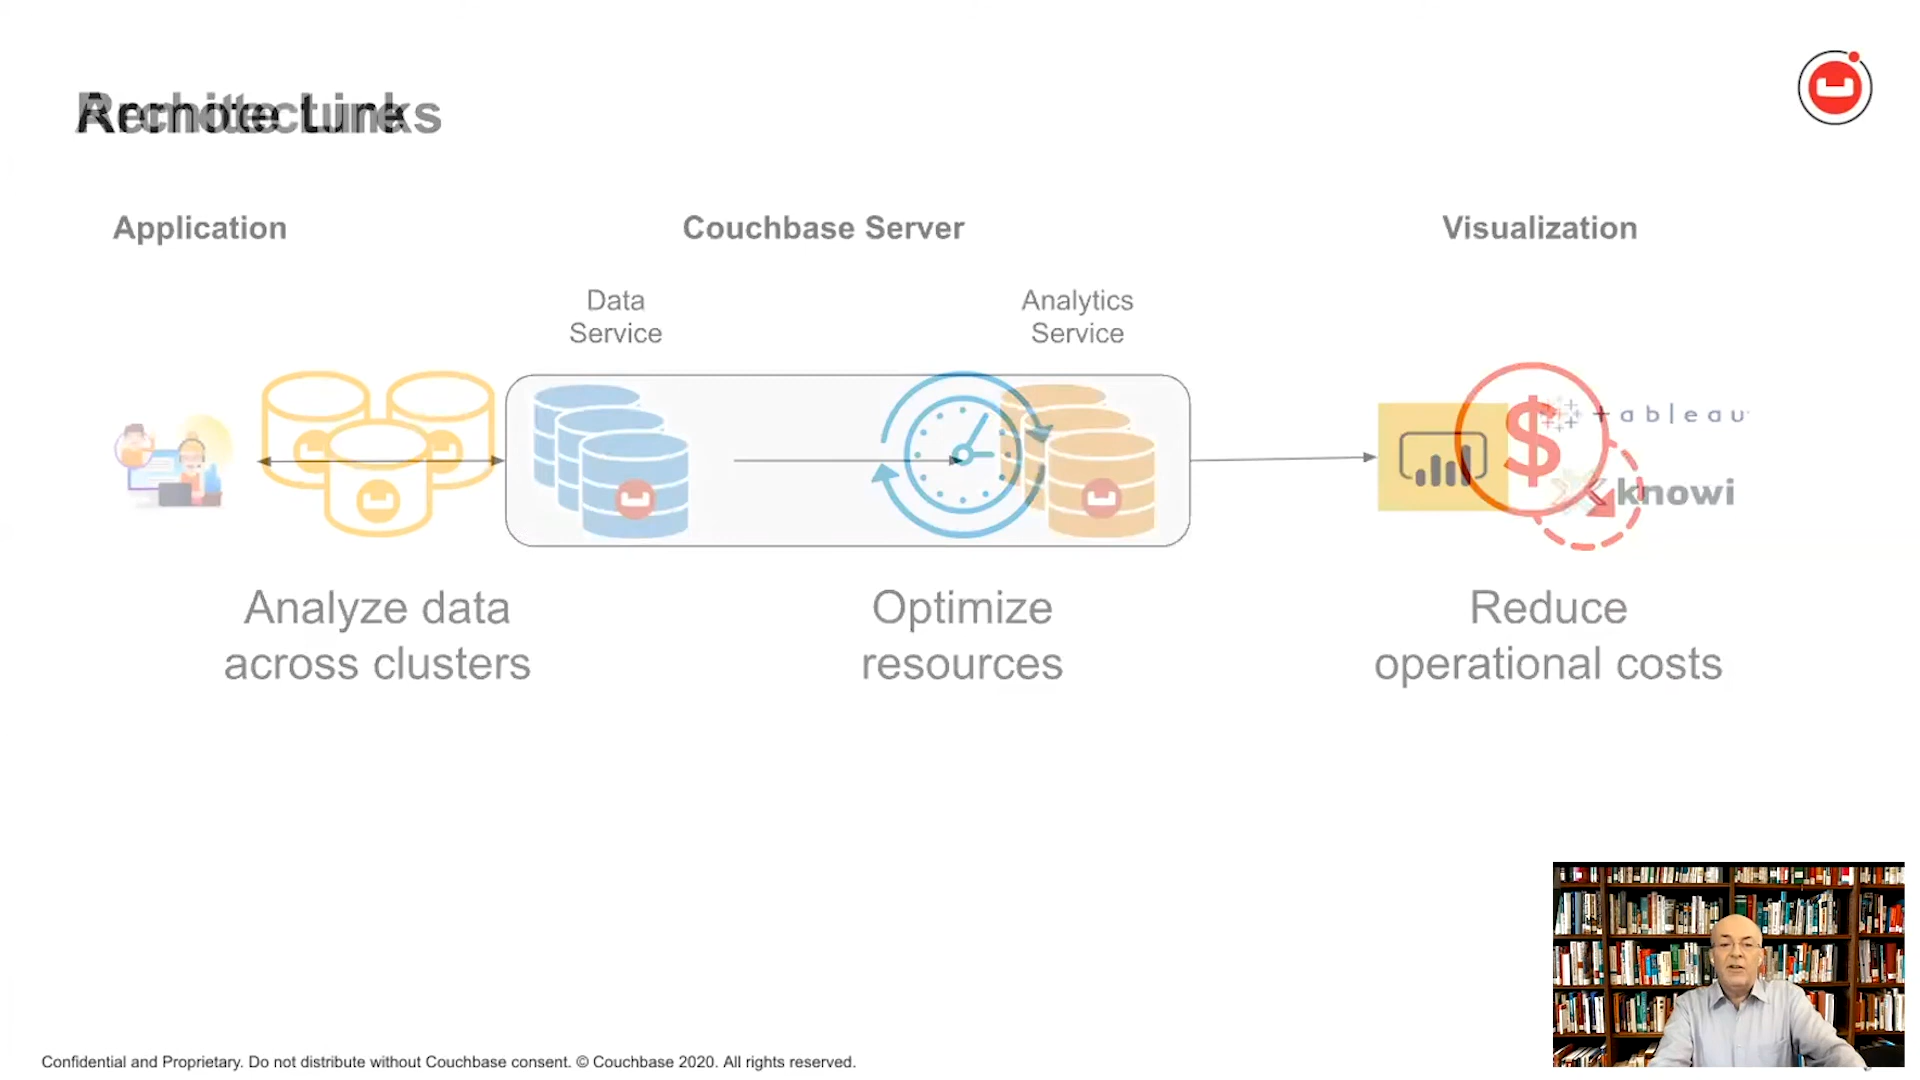 Architecture
Remote Links
Application
Couchbase Server
Visualization
Data
Service
Analytics
Service
+ableau
knowi
Analyze data
across clusters
Optimize
resources
Reduce
operational costs
$
Confidential and Proprietary. Do not distribute without Couchbase consent. © Couchbase 2020. All rights reserved.